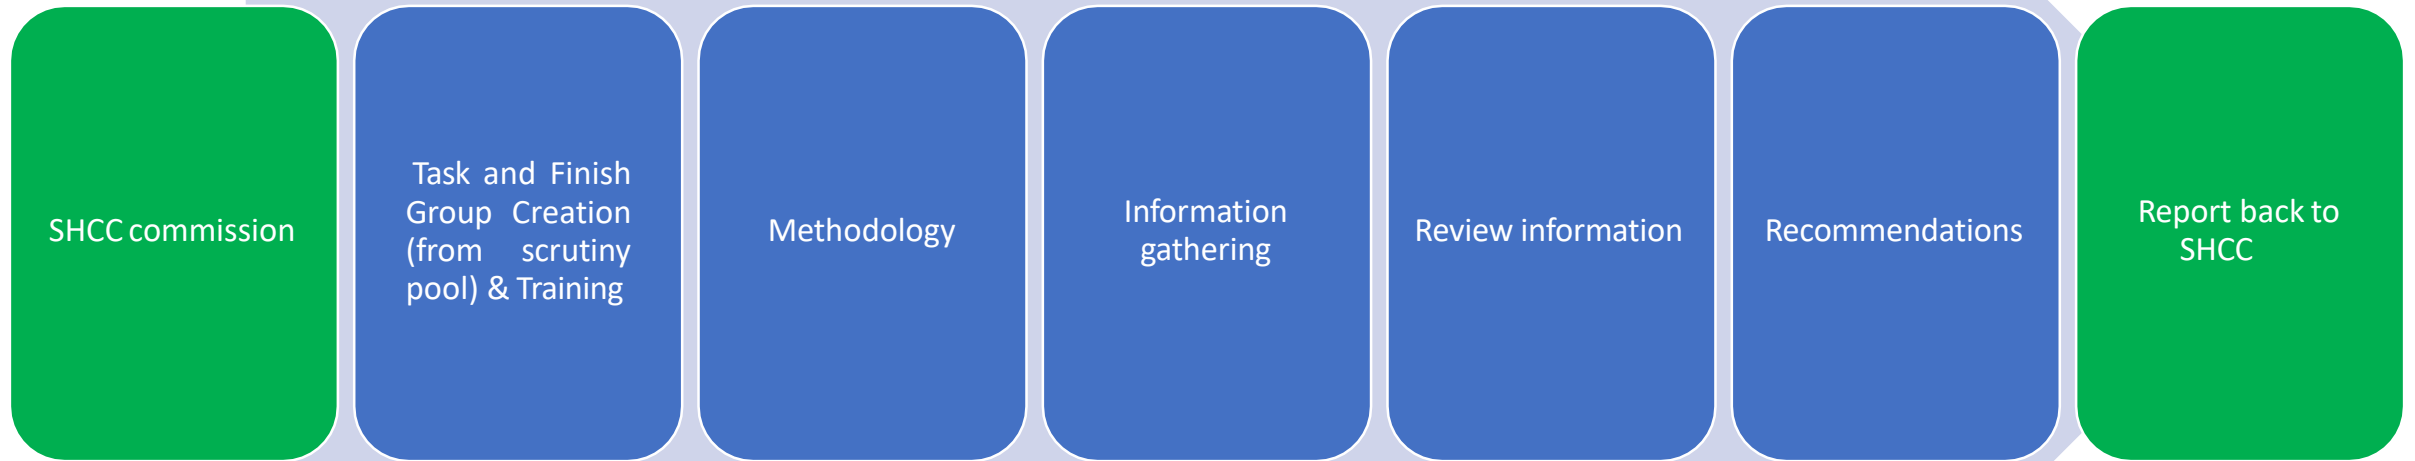 SHCC commission
Task and Finish
Group Creation
(from scrutiny
pool) & Training
Methodology
Information
gathering
Review information
Recommendations
Report back to
SHCC